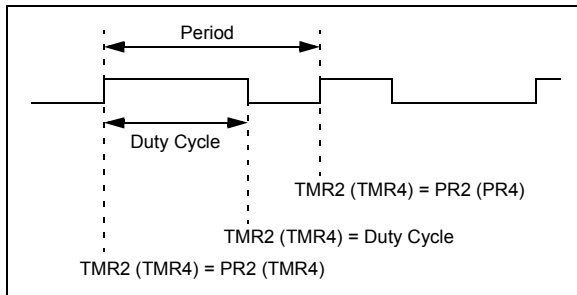 Period
Duty Cycle
TMR2 (TMR4) = PR2 (PR4)
TMR2 (TMR4) = Duty Cycle
TMR2 (TMR4) = PR2 (TMR4)